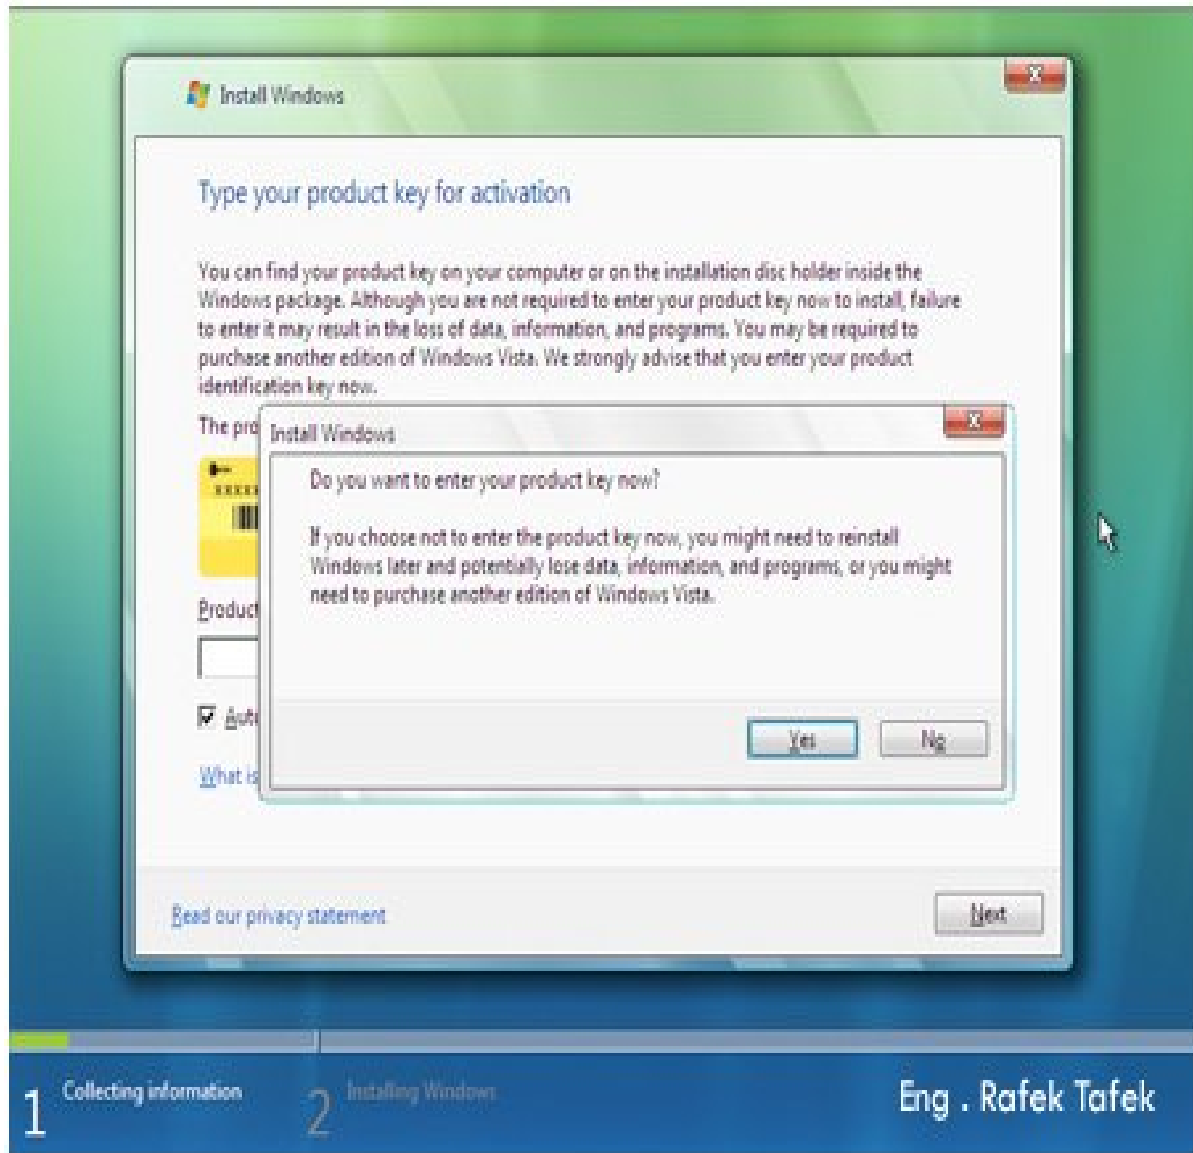 Install Windows
Type your product key for activation
You can find your product key on your computer or on the installation disc holder inside the
Windows package. Although you are not required to enter your product key now to install, failure
to enter it may result in the loss of data, information, and programs. You may be required to
purchase another edition of Windows Vista. We strongly advise that you enter your product
identification key now.
The pro
Install Windows
Do you want to enter your product key now?
If you choose not to enter the product key now, you might need to reinstall
Windows later and potentially lose data, information, and programs, or you might
need to purchase another edition of Windows Vista.
Product
Auto
Yes
No
What is
Read our privacy statement
Next
1 Collecting information
2 Installing Windows
Eng . Rafek Tafek